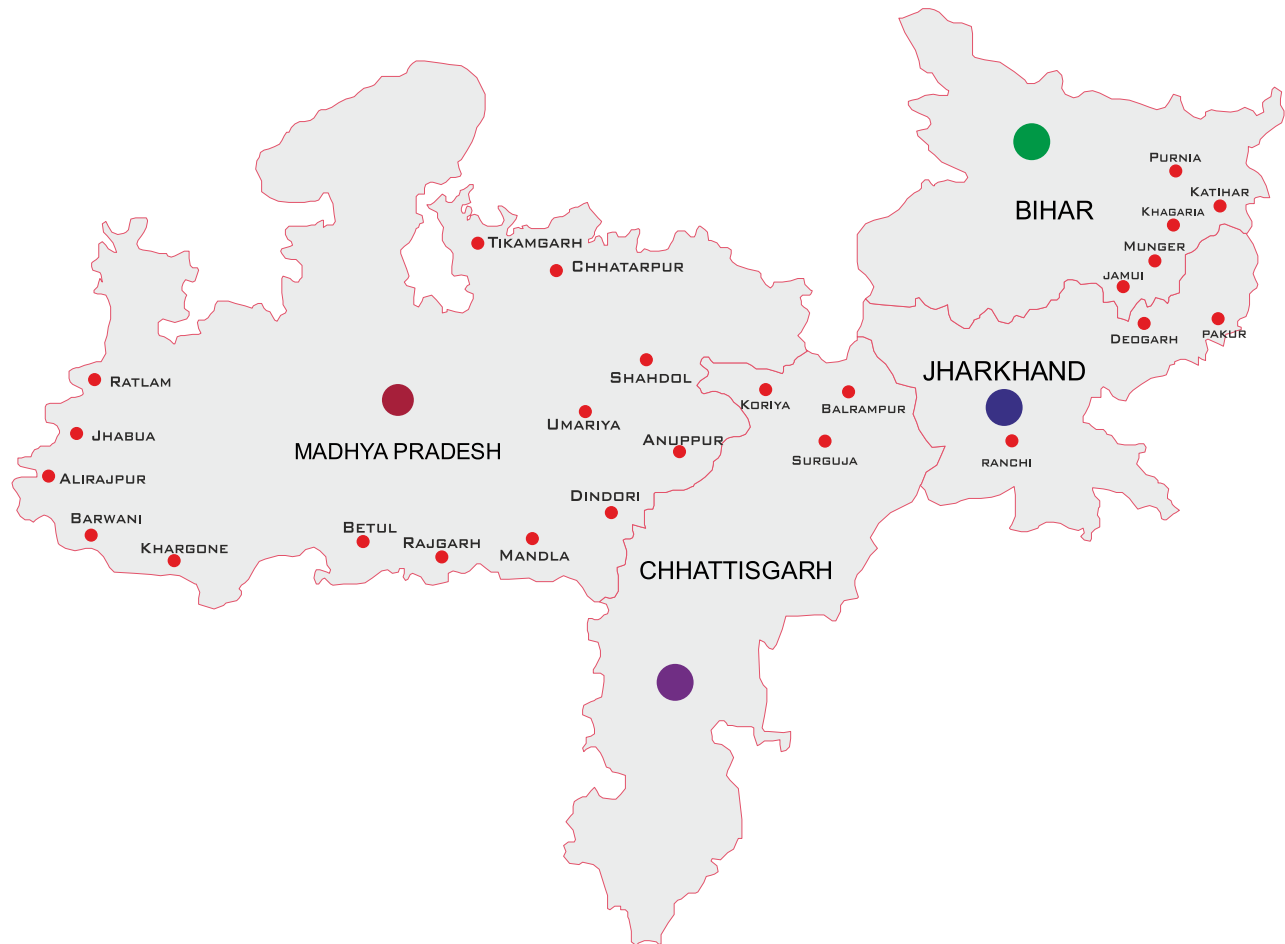 PURNIA
KATIHAR
BIHAR
KHAGARIA
TIKAMGARH
MUNGER
CHHATARPUR
JAMUI
DEOGARH
PAKUR
JHARKHAND
SHAHDOL
RATLAM
KORIYA
BALRAMPUR
UMARIYA
JHABUA
ANUPPUR
MADHYA PRADESH
SURGUJA
RANCHI
ALIRAJPUR
DINDORI
BARWANI
BETUL
RAJGARH
KHARGONE
MANDLA
CHHATTISGARH